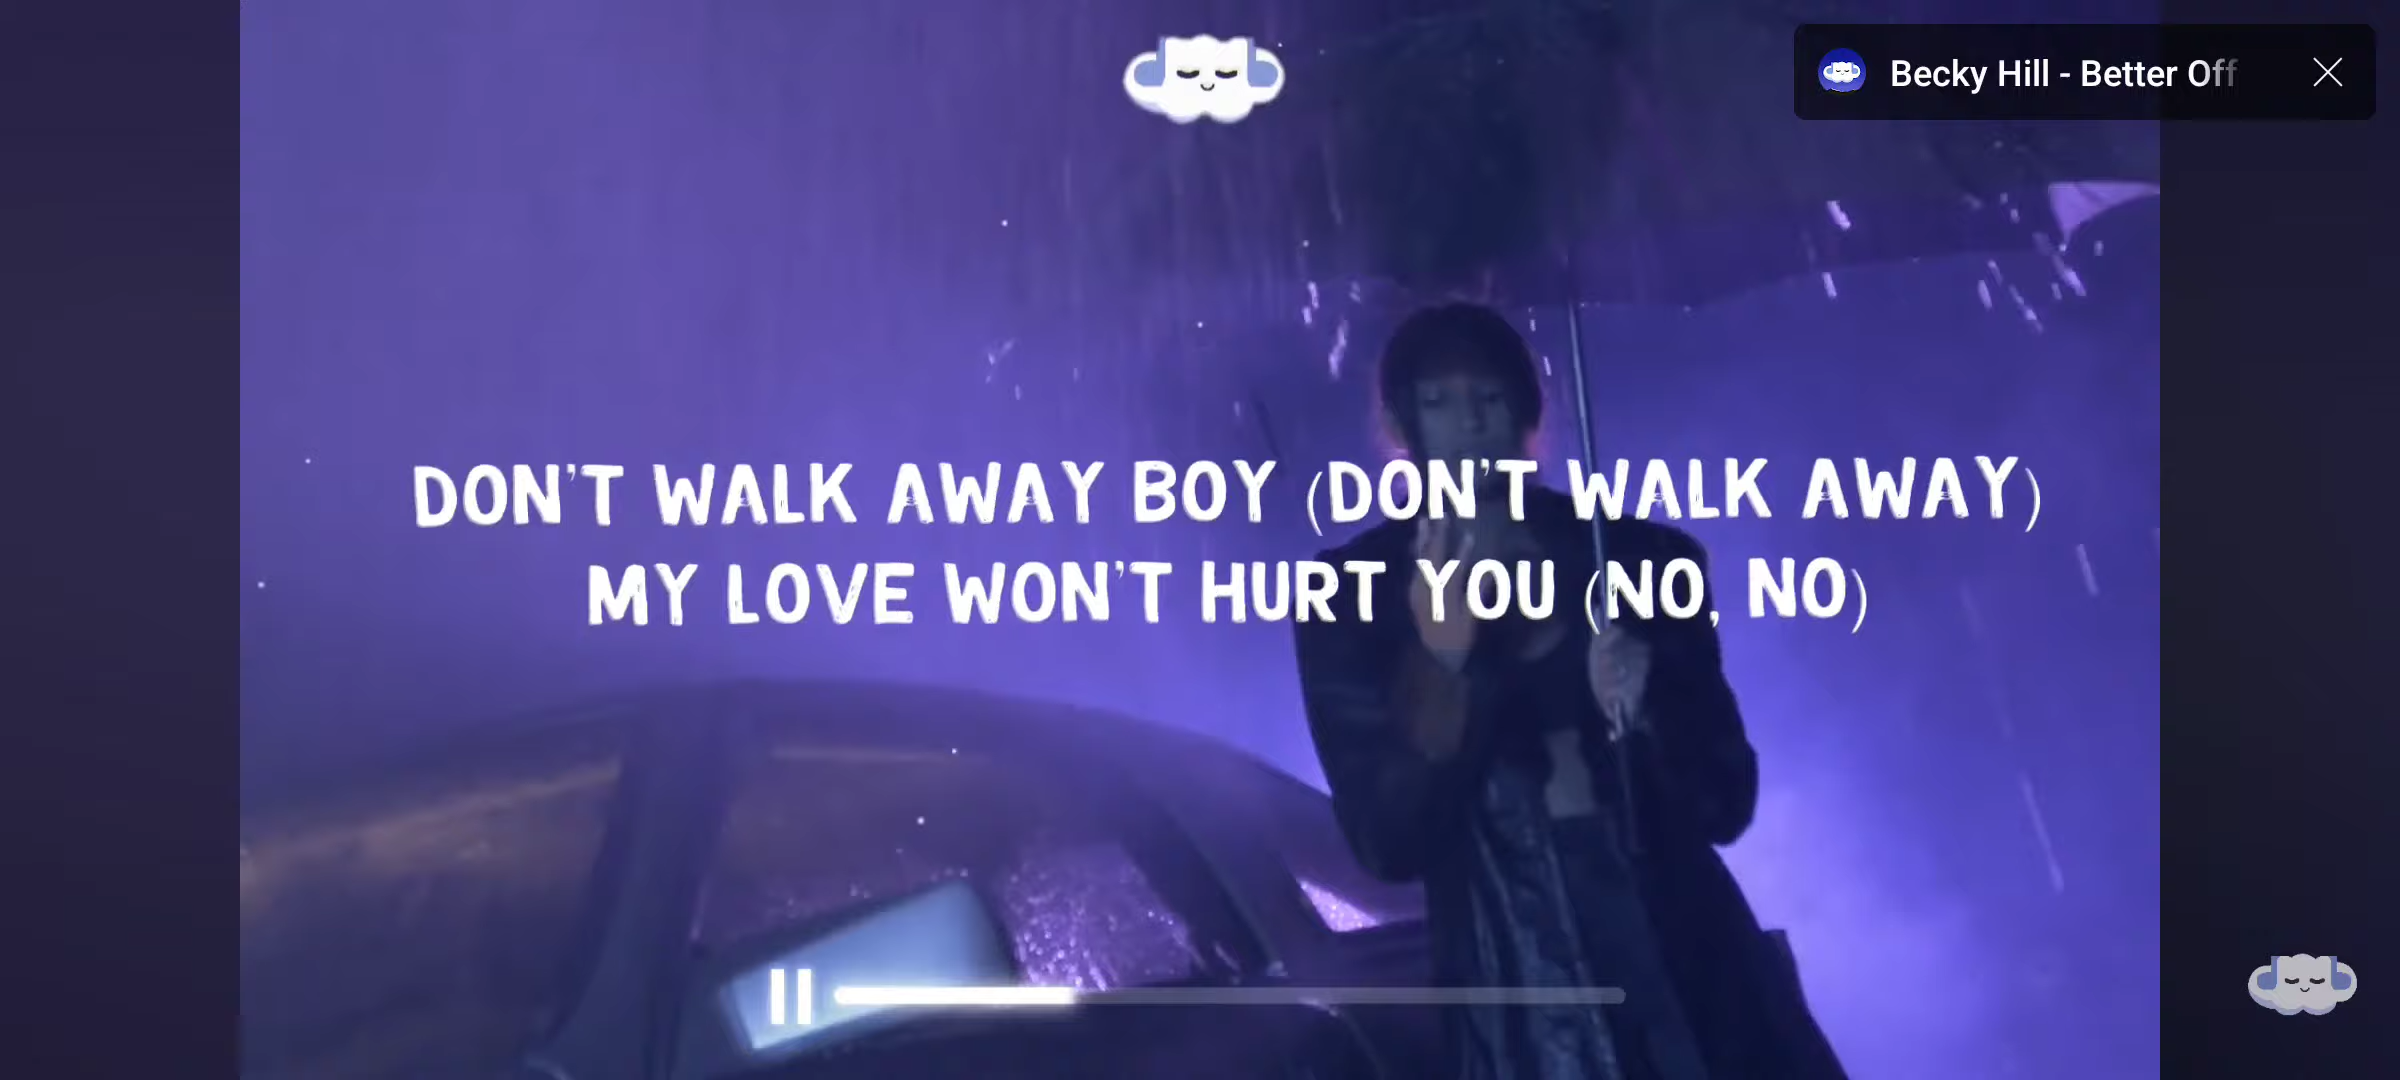 Becky Hill - Better Off
DON'T WALK AWAY BOY (DON'T WALK AWAY)
MY LOVE WON'T HURT YOU (NO, NO)